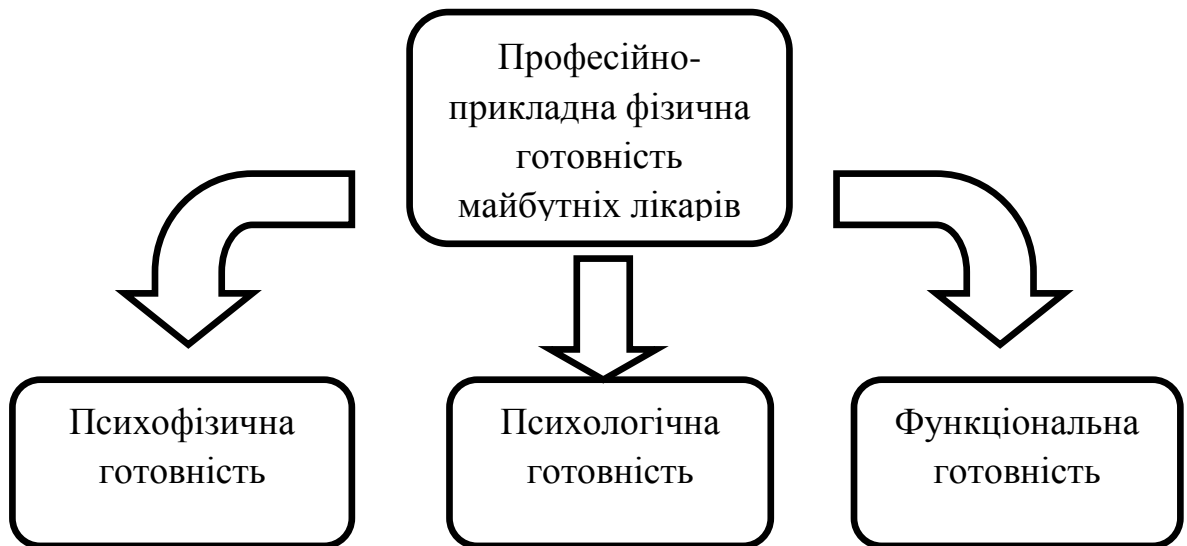 Професійно-
прикладна фізична
готовність
майбутніх лікарів
Психофізична
готовність
Психологічна
готовність
Функціональна
готовність